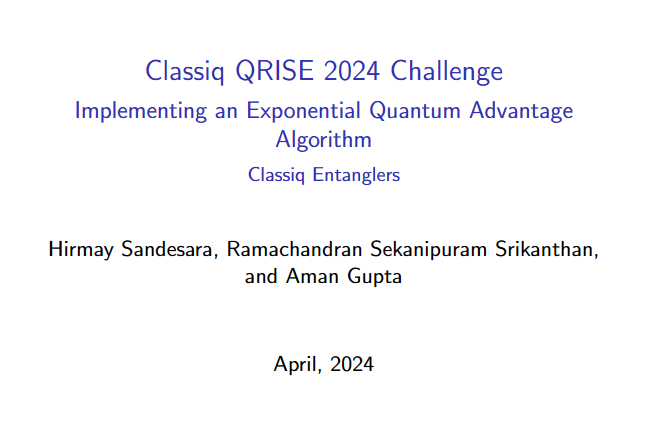 Classiq QRISE 2024 Challenge
Implementing an Exponential Quantum Advantage
Algorithm
Classiq Entanglers
Hirmay Sandesara, Ramachandran Sekanipuram Srikanthan,
and Aman Gupta
April, 2024